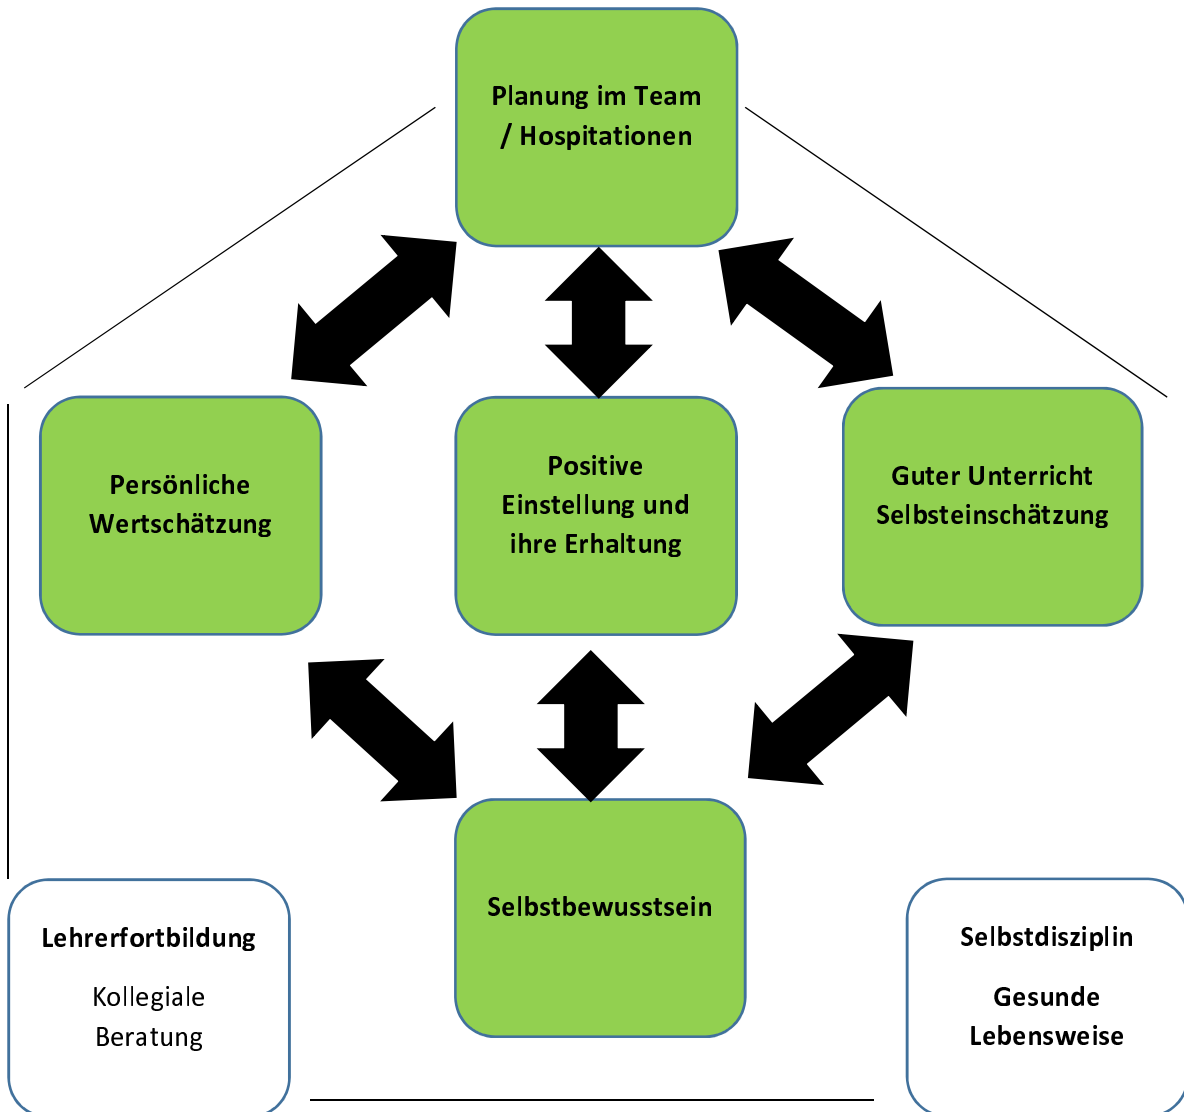 Planung im Team
/ Hospitationen
Persönliche
Wertschätzung
Positive
Einstellung und
ihre Erhaltung
Guter Unterricht
Selbsteinschätzung
Selbstbewusstsein
Lehrerfortbildung
Kollegiale
Beratung
Selbstdisziplin
Gesunde
Lebensweise